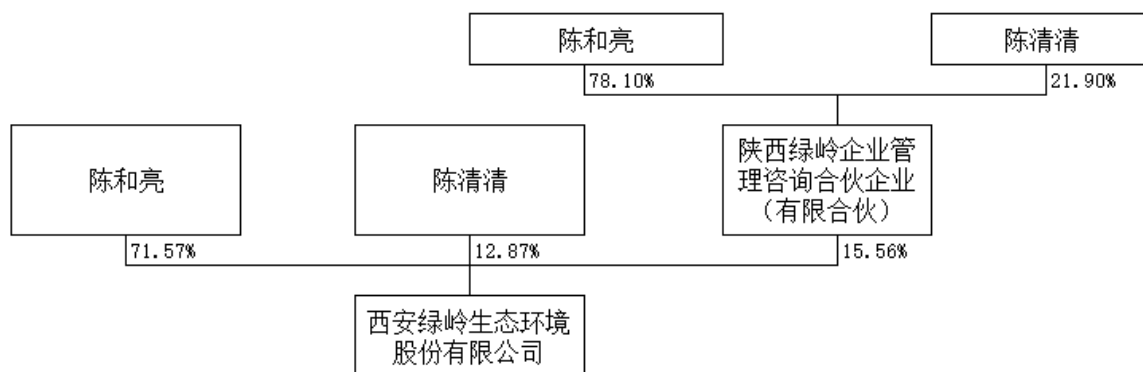 陈和亮
陈清清
78.10%
21.90%
陈和亮
陈清清
陕西绿岭企业管
理咨询合伙企业
（有限合伙）
71.57%
12.87%
15.56%
西安绿岭生态环境
股份有限公司